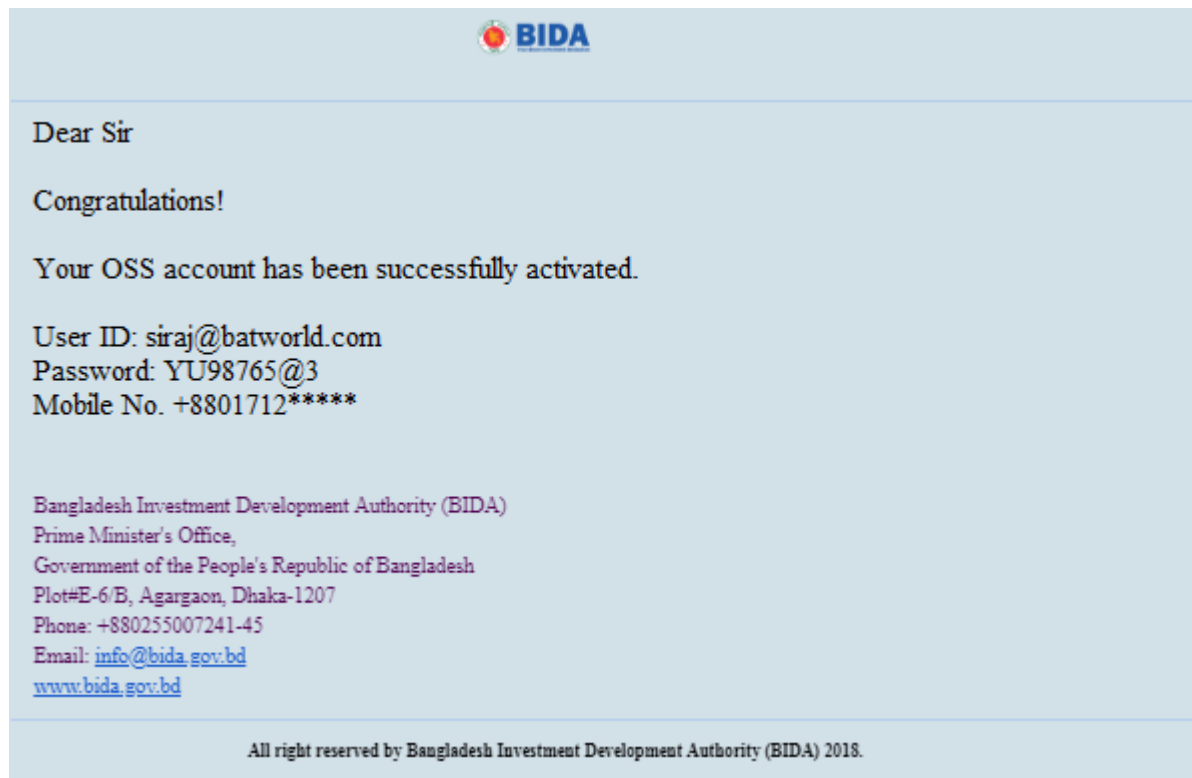 BIDA
Dear Sir
Congratulations!
Your OSS account has been successfully activated.
User ID: siraj@batworld.com
Password: YU98765@3
Mobile No. +8801712*****
Bangladesh Investment Development Authority (BIDA)
Prime Minister's Office,
Government of the People's Republic of Bangladesh
Plot#E-6/B, Agargaon, Dhaka-1207
Phone: +880255007241-45
Email: info@bida.gov.bd
www.bida.gov.bd
All right reserved by Bangladesh Investment Development Authority (BIDA) 2018.